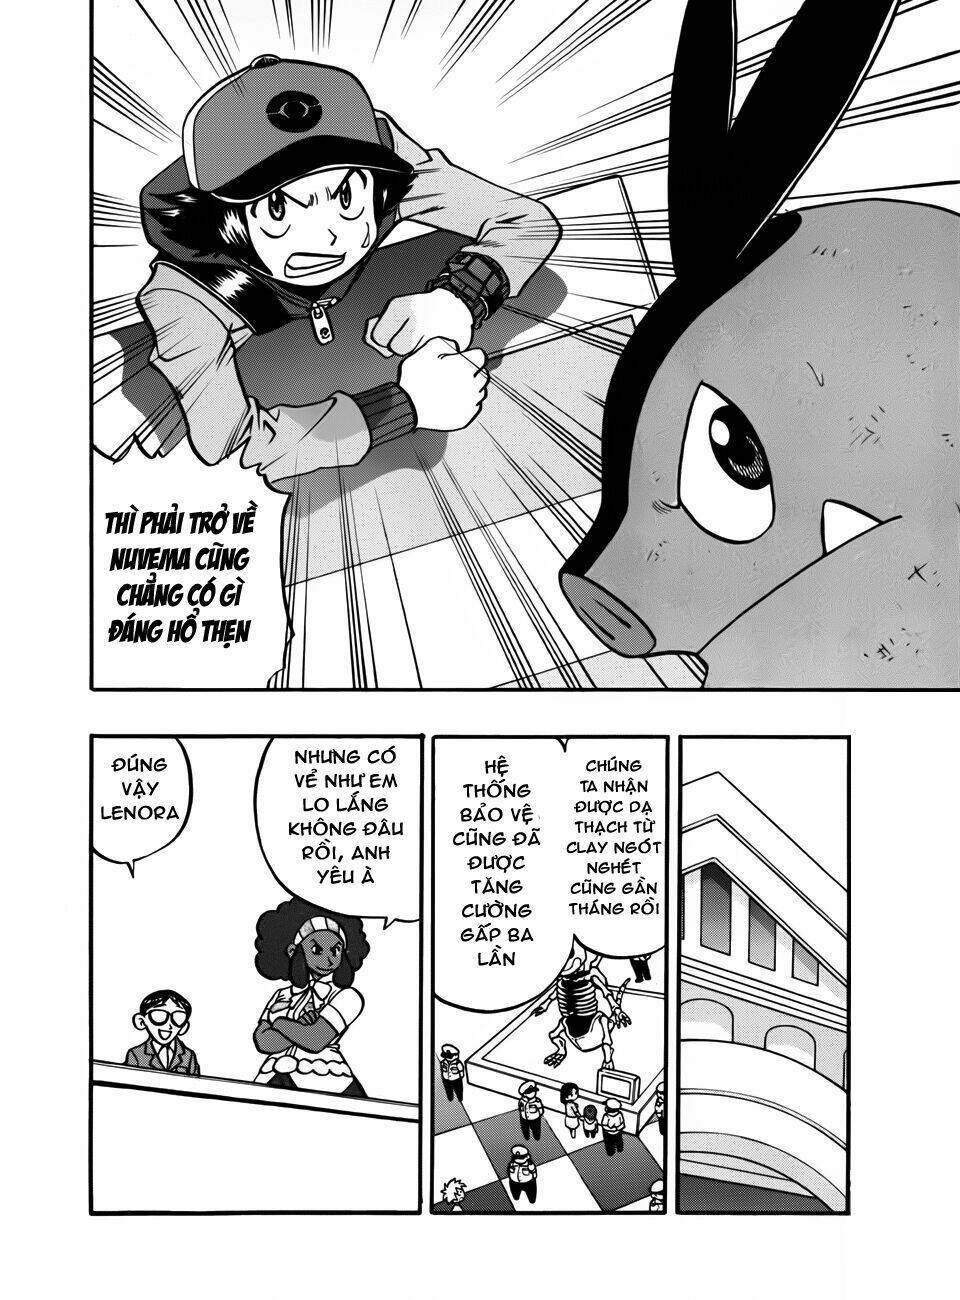 THÌ PHẢI TRỞ VỀ
NUVEMA CŨNG
CHẲNG CÓ GÌ
ĐÁNG HỔ THẸN
CHÚNG
TA NHẬN
ĐƯỢC DẠ
THẠCH TỪ
CLAY NGÓT
NGHÉT
CŨNG GẦN
THÁNG RỒI
HỆ
THỐNG
BẢO VỆ
CŨNG ĐÃ
ĐƯỢC
TĂNG
CƯỜNG
GẤP BA
LẦN
NHƯNG CÓ
VẺ NHƯ EM
LO LẮNG
KHÔNG ĐÂU
RỒI, ANH
YÊU À
ĐÚNG
VẬY
LENORA